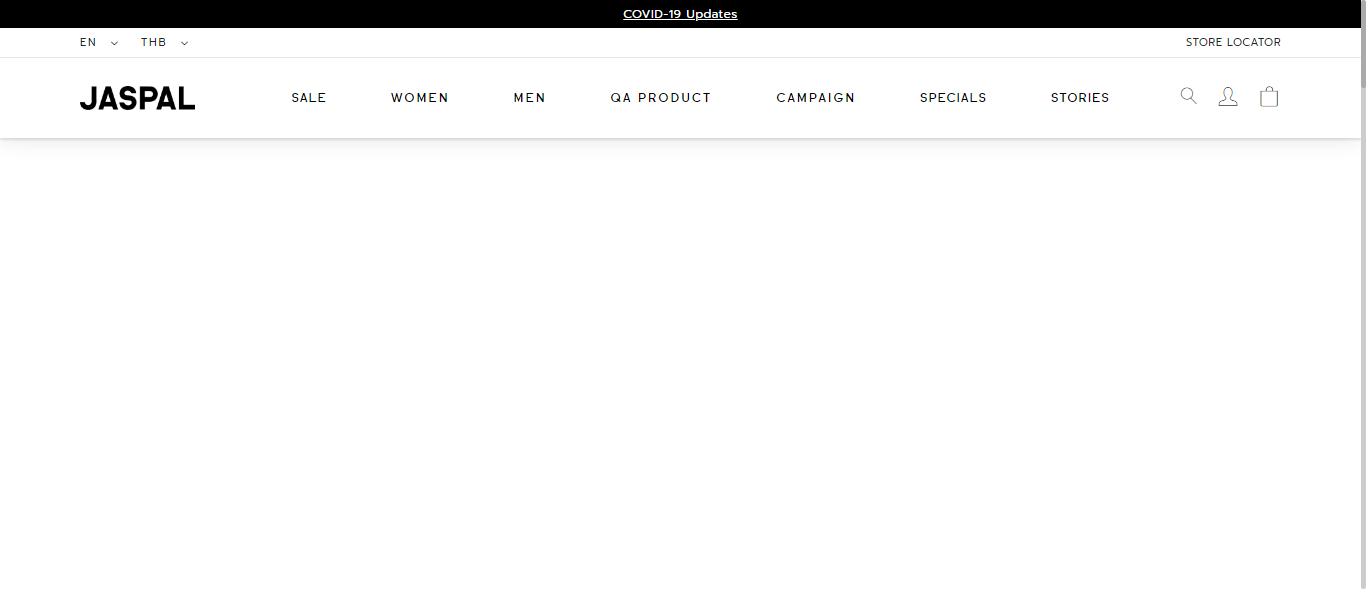 COVID-19 Updates
EN THB STORE LOCATOR
JASPAL SALE WOMEN MEN QA PRODUCT CAMPAIGN SPECIALS STORIES